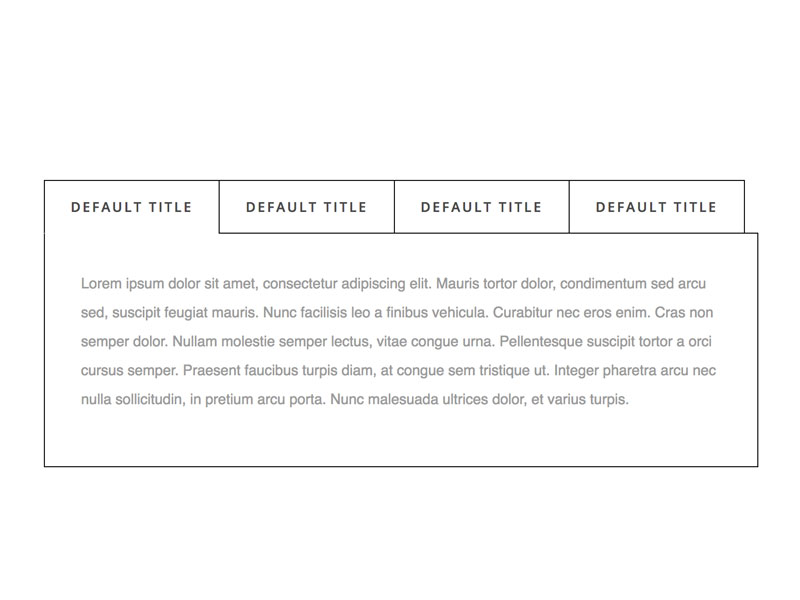 DEFAULT TITLE DEFAULT TITLE DEFAULT TITLE DEFAULT TITLE
Lorem ipsum dolor sit amet, consectetur adipiscing elit. Mauris tortor dolor, condimentum sed arcu
sed, suscipit feugiat mauris. Nunc facilisis leo a finibus vehicula. Curabitur nec eros enim. Cras non
semper dolor. Nullam molestie semper lectus, vitae congue urna. Pellentesque suscipit tortor a orci
cursus semper. Praesent faucibus turpis diam, at congue sem tristique ut. Integer pharetra arcu nec
nulla sollicitudin, in pretium arcu porta. Nunc malesuada ultrices dolor, et varius turpis.